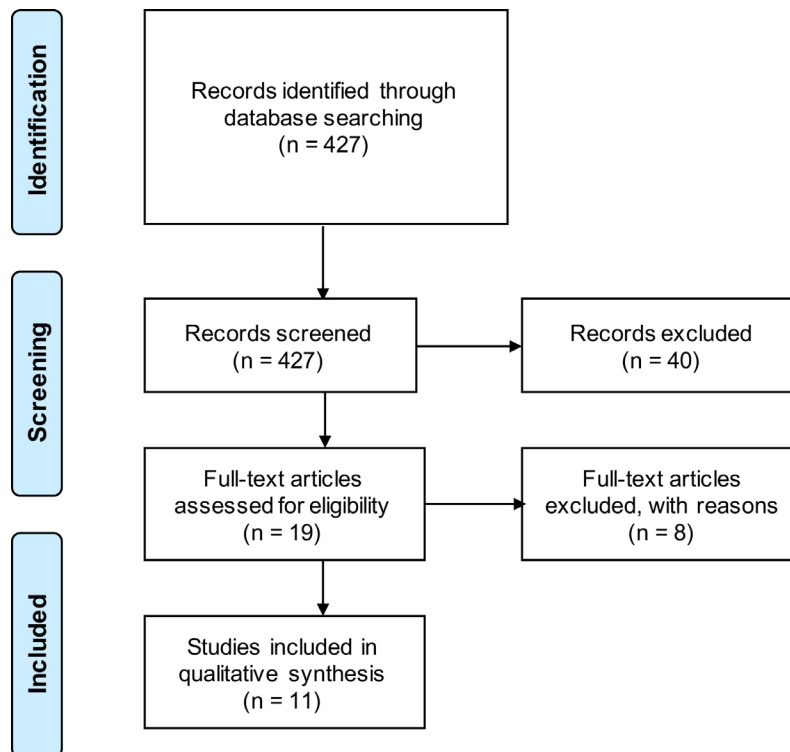 Identification
Records identified through
database searching
(n = 427)
Screening
Records screened
(n = 427)
Records excluded
(n = 40)
Full-text articles
assessed for eligibility
(n = 19)
Full-text articles
excluded, with reasons
(n = 8)
Included
Studies included in
qualitative synthesis
(n = 11)